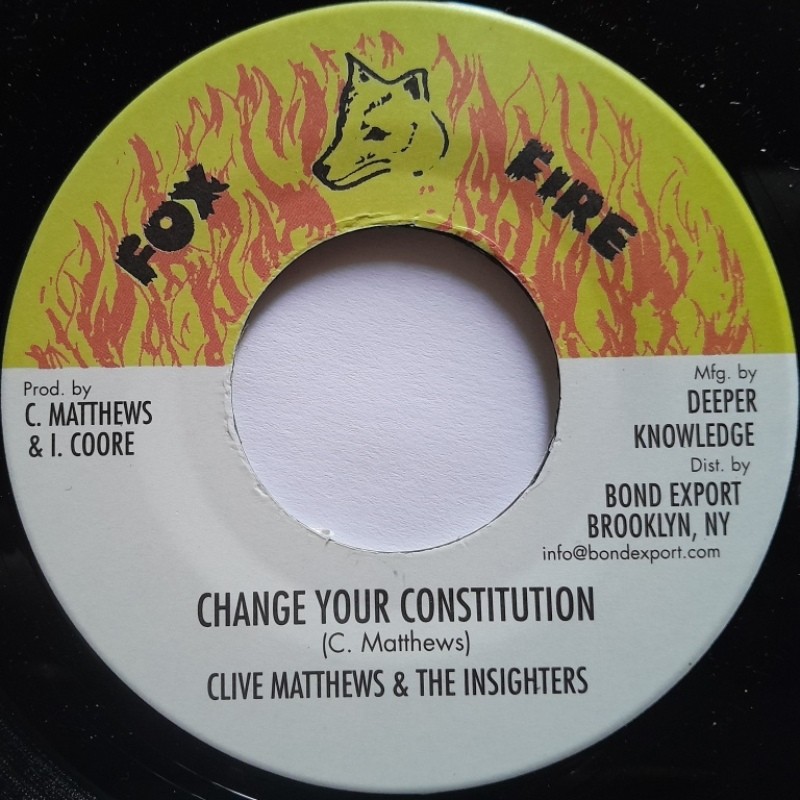 FOX FIRE
Prod. by
C. MATTHEWS
& I. COORE
Mfg. by
DEEPER
KNOWLEDGE
Dist. by
BOND EXPORT
BROOKLYN, NY
info@bondexport.com
CHANGE YOUR CONSTITUTION
(C. Matthews)
CLIVE MATTHEWS & THE INSIGHTERS